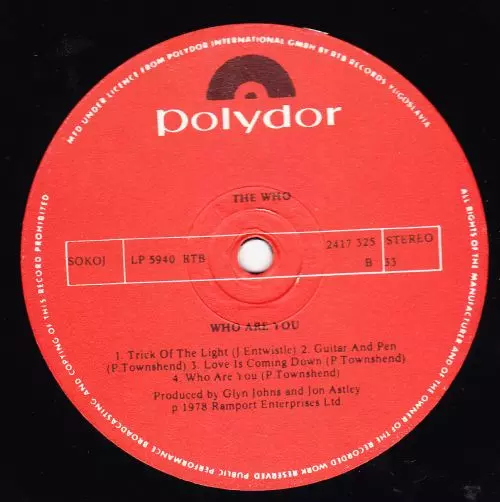 MFD UNDER LICENCE FROM POLYDOR INTERNATIONAL GMBH BY RTB RECORDS YUGOSLAVIA
polydor
THE WHO
SOKOJ LP 5940 RTB 2417 325 STEREO
B 33
WHO ARE YOU
1. Trick Of The Light (J.Entwistle) 2. Guitar And Pen
(P.Townshend) 3. Love Is Coming Down (P.Townshend)
4. Who Are You (P.Townshend)
Produced by Glyn Johns and Jon Astley
p 1978 Ramport Enterprises Ltd.
ALL RIGHTS OF THE MANUFACTURER AND OF THE OWNER OF THE RECORDED WORK RESERVED PUBLIC PERFORMANCE BROADCASTING AND COPYING OF THIS RECORD PROHIBITED